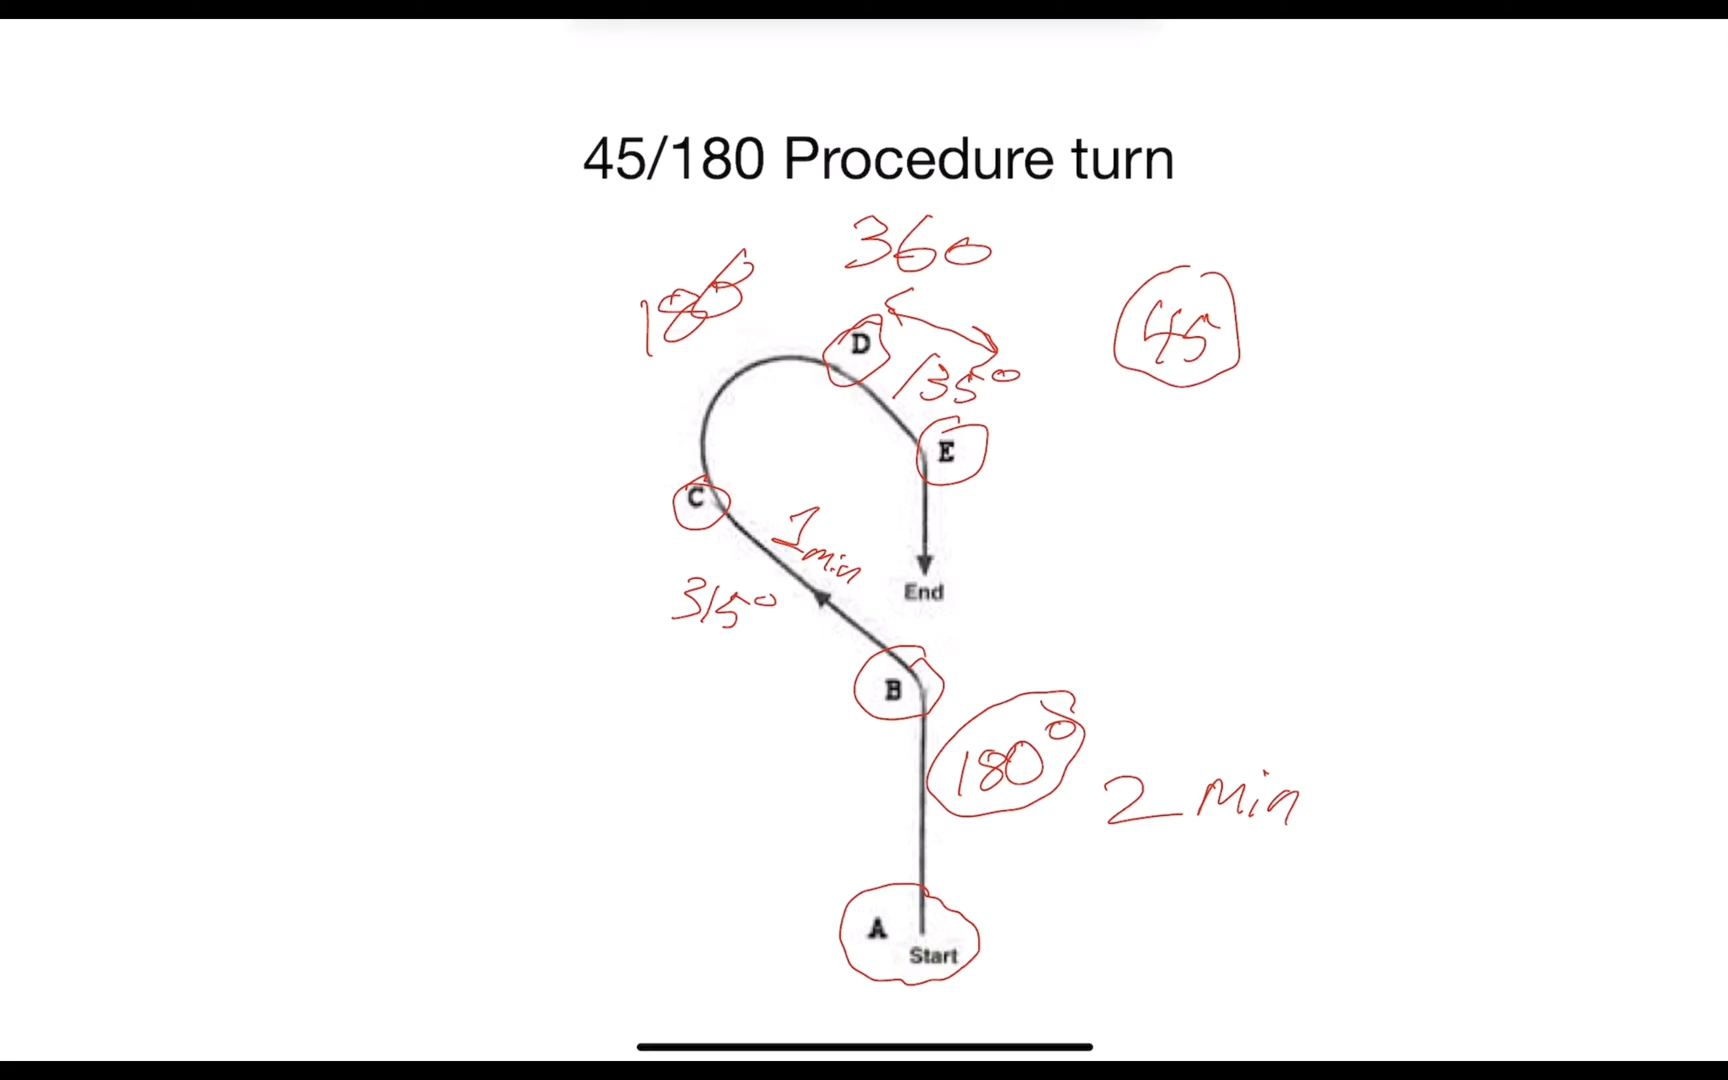 45/180 Procedure turn
360
180
45
D
135°
E
C
1 min
315°
End
B
180°
2 Min
A
Start